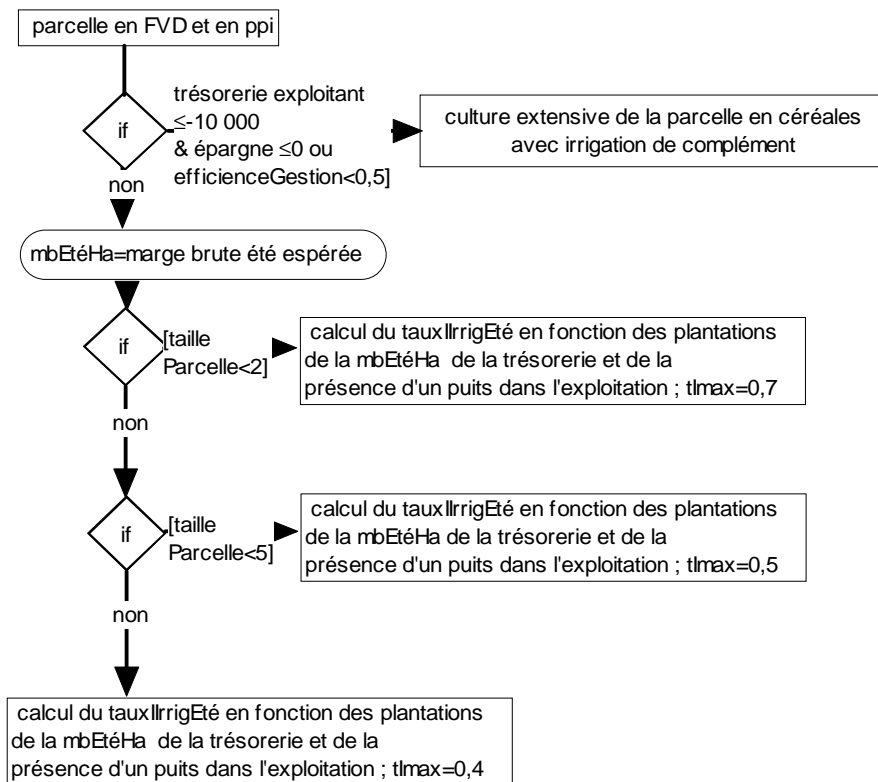 parcelle en FVD et en ppi
if
trésorerie exploitant
≤-10 000
& épargne ≤0 ou
efficienceGestion<0,5]
culture extensive de la parcelle en céréales
avec irrigation de complément
non
mbEtéHa=marge brute été espérée
if
[taille
Parcelle<2]
calcul du tauxIIrrigEté en fonction des plantations
de la mbEtéHa de la trésorerie et de la
présence d'un puits dans l'exploitation ; tImax=0,7
non
if
[taille
Parcelle<5]
calcul du tauxIIrrigEté en fonction des plantations
de la mbEtéHa de la trésorerie et de la
présence d'un puits dans l'exploitation ; tImax=0,5
non
calcul du tauxIIrrigEté en fonction des plantations
de la mbEtéHa de la trésorerie et de la
présence d'un puits dans l'exploitation ; tImax=0,4